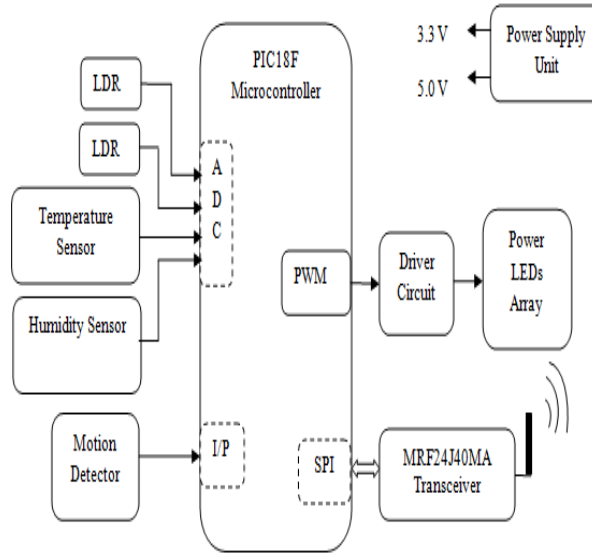 PIC18F
Microcontroller
3.3 V
5.0 V
Power Supply
Unit
LDR
LDR
A
D
C
Temperature
Sensor
Humidity Sensor
PWM
Driver
Circuit
Power
LEDs
Array
Motion
Detector
I/P
SPI
MRF24J40MA
Transceiver